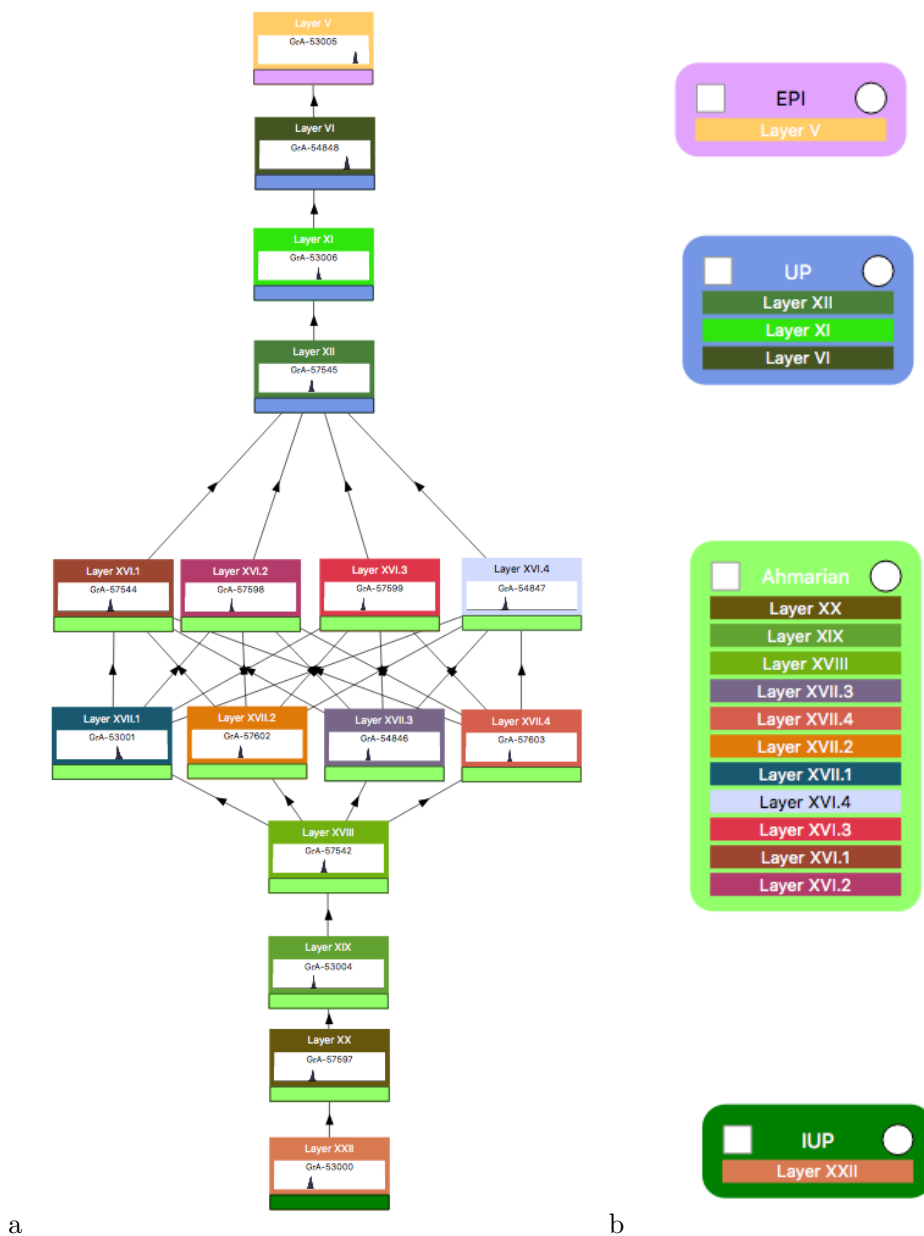 Layer V
GrA-53005
Layer VI
GrA-54848
Layer XI
GrA-53006
Layer XII
GrA-57545
Layer XVI.1
GrA-57544
Layer XVI.2
GrA-57598
Layer XVI.3
GrA-57599
Layer XVI.4
GrA-54847
Layer XVII.1
GrA-53001
Layer XVII.2
GrA-57602
Layer XVII.3
GrA-54846
Layer XVII.4
GrA-57603
Layer XVIII
GrA-57542
Layer XIX
GrA-53004
Layer XX
GrA-57597
Layer XXII
GrA-53000
a
EPI
Layer V
UP
Layer XII
Layer XI
Layer VI
Ahmarian
Layer XX
Layer XIX
Layer XVIII
Layer XVII.3
Layer XVII.4
Layer XVII.2
Layer XVII.1
Layer XVI.4
Layer XVI.3
Layer XVI.1
Layer XVI.2
IUP
Layer XXII
b